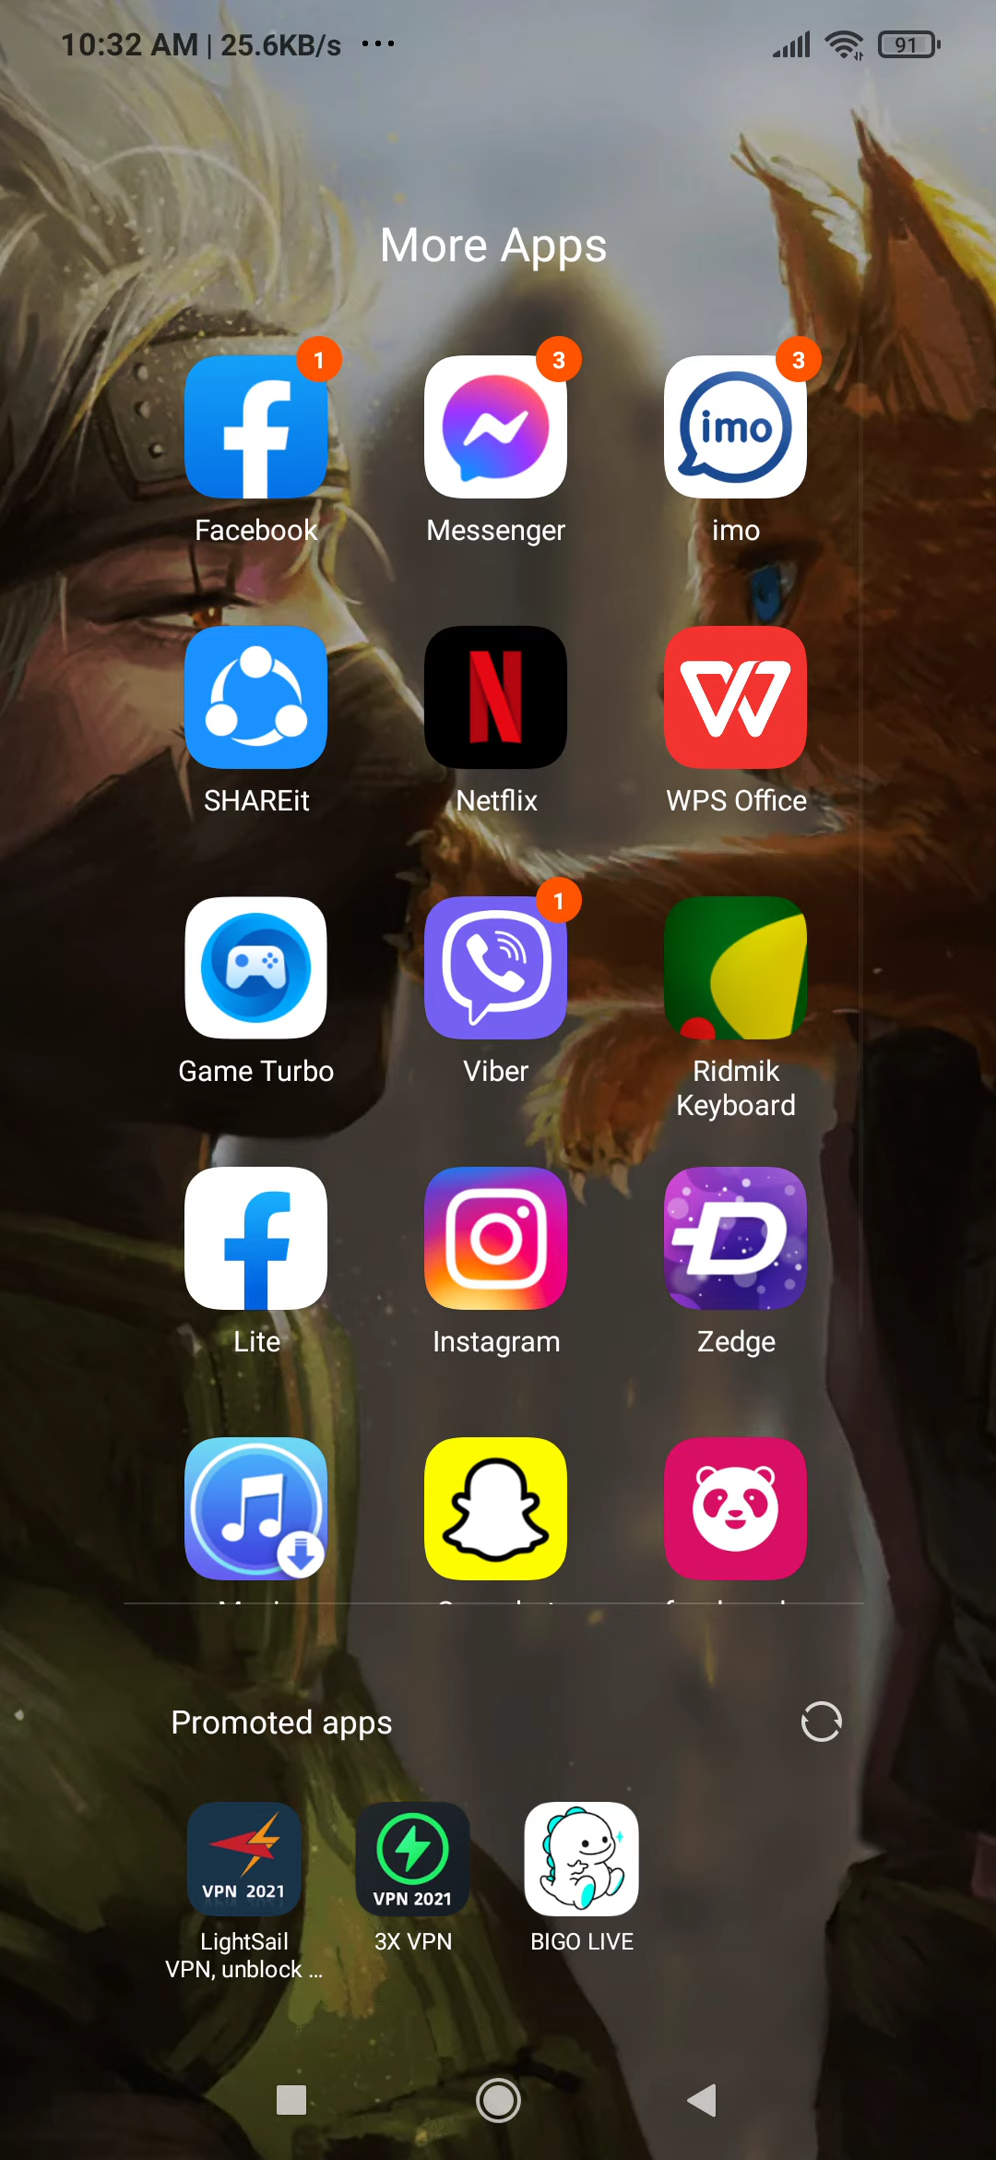 10:32 AM | 25.6KB/s ...
91
More Apps
1
3
3
imo
Facebook
Messenger
imo
SHAREit
Netflix
WPS Office
1
Game Turbo
Viber
Ridmik
Keyboard
Lite
Instagram
Zedge
Promoted apps
VPN 2021
VPN 2021
LightSail
VPN, unblock ...
3X VPN
BIGO LIVE